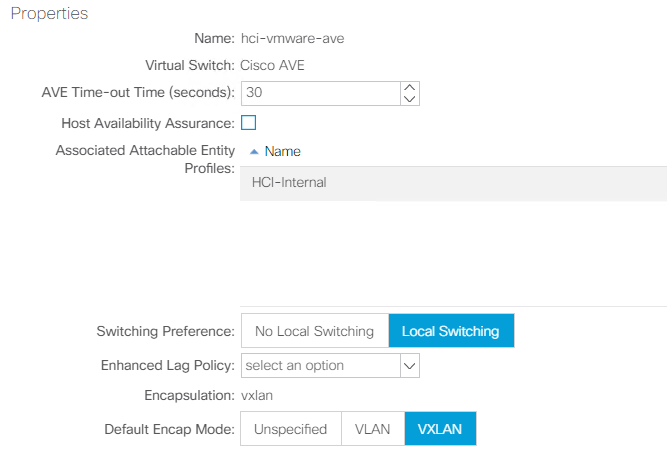 Properties
Name: hci-vmware-ave
Virtual Switch: Cisco AVE
AVE Time-out Time (seconds): 30
Host Availability Assurance:
Associated Attachable Entity Profiles:
Name
HCI-Internal
Switching Preference: No Local Switching Local Switching
Enhanced Lag Policy: select an option
Encapsulation: vxlan
Default Encap Mode: Unspecified VLAN VXLAN